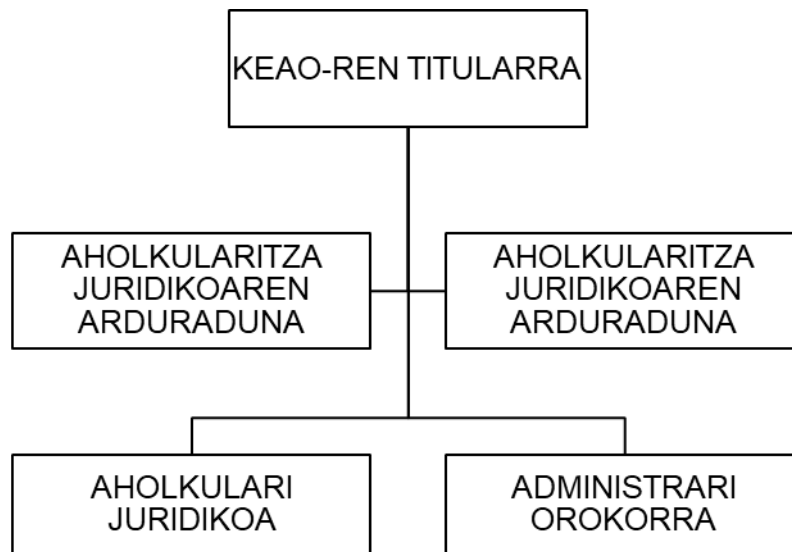 KEAO-REN TITULARRA
AHOLKULARITZA
JURIDIKOAREN
ARDURADUNA
AHOLKULARITZA
JURIDIKOAREN
ARDURADUNA
AHOLKULARI
JURIDIKOA
ADMINISTRARI
OROKORRA